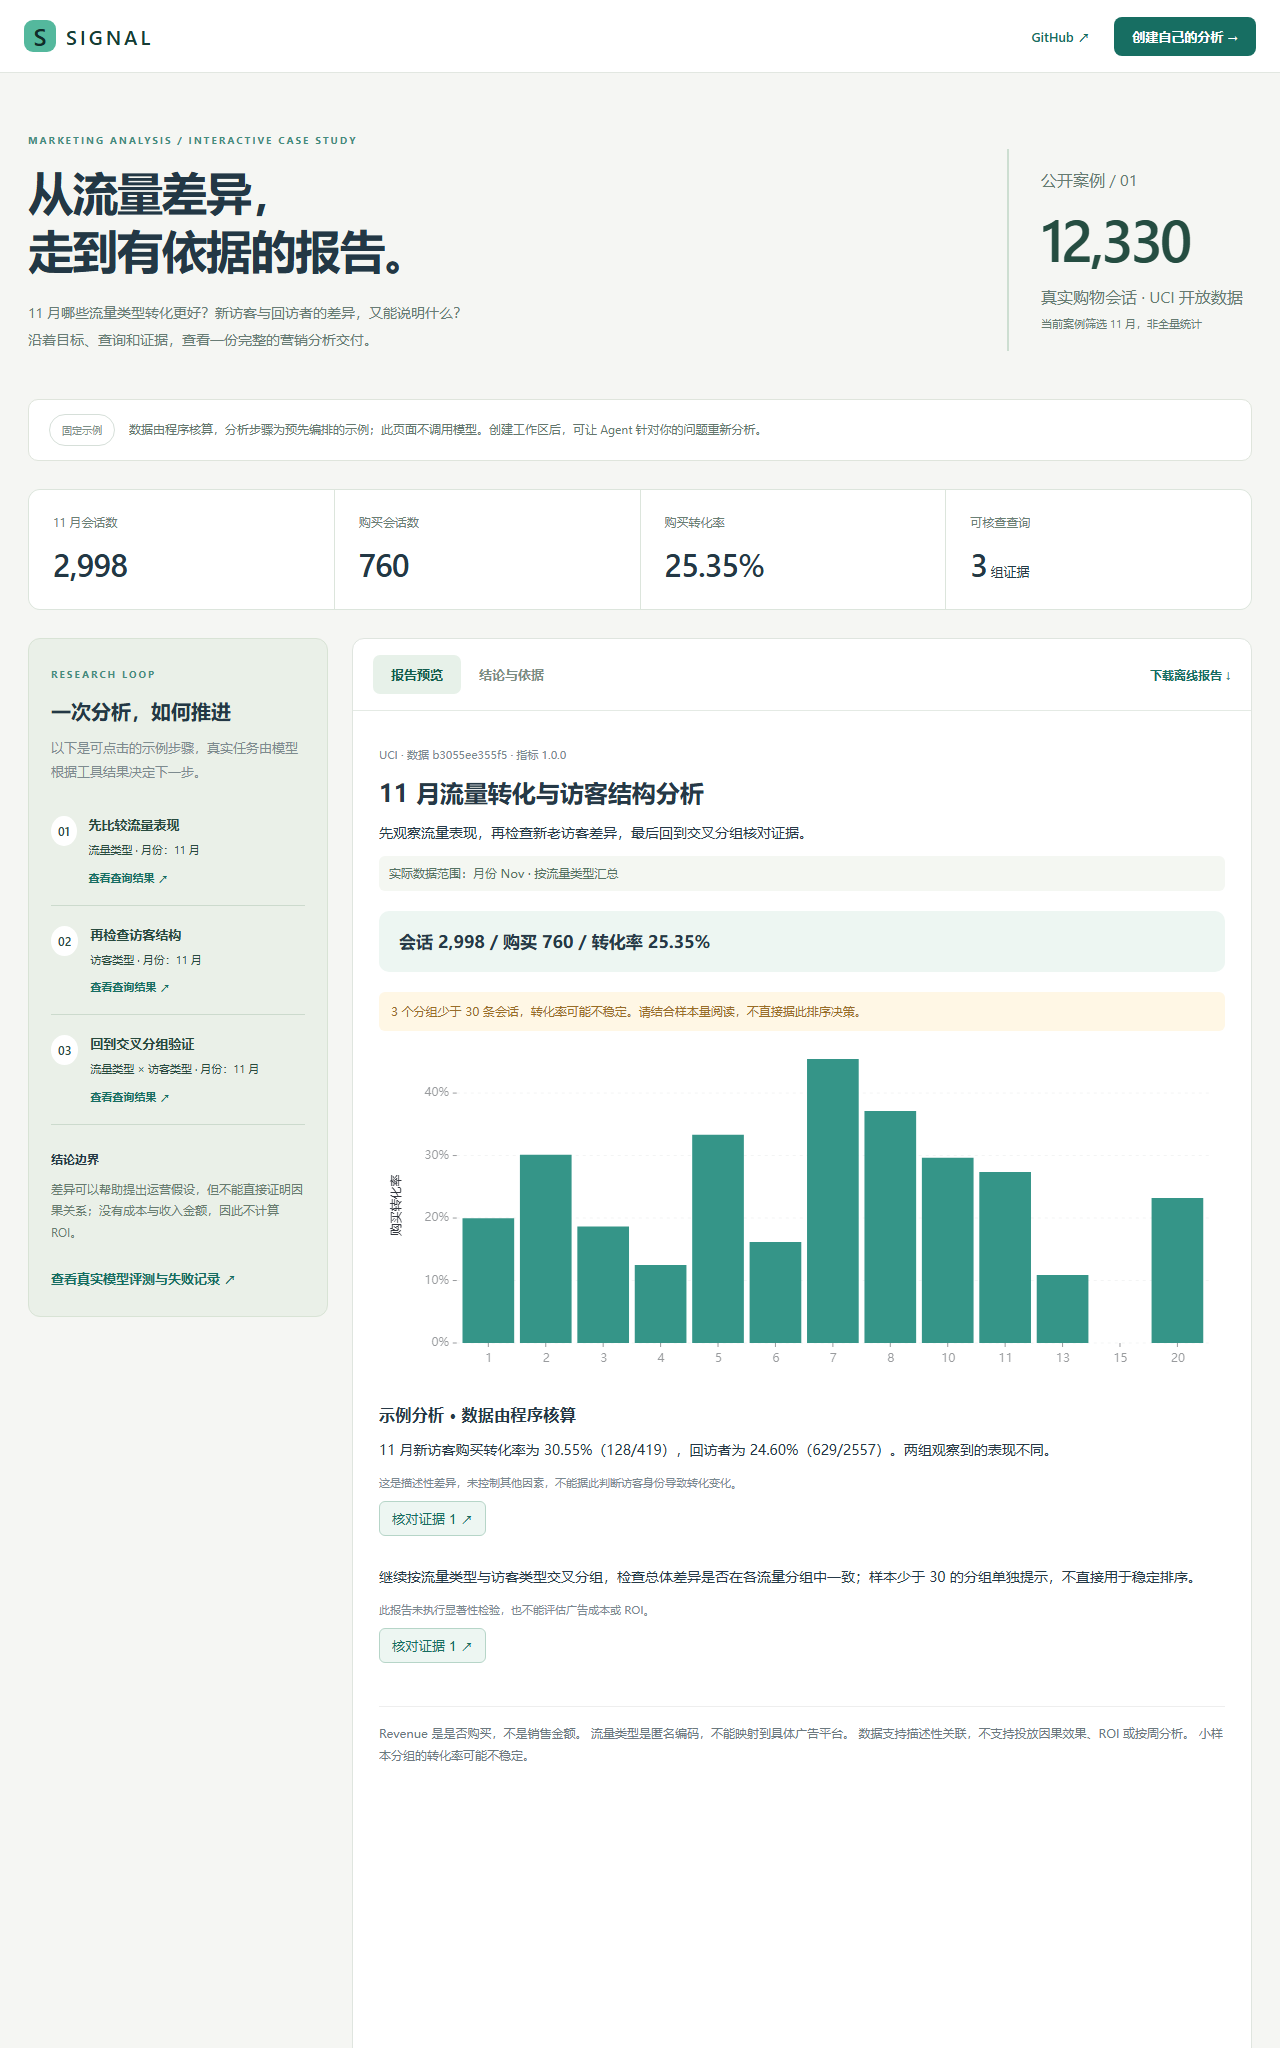 S SIGNAL
GitHub ↗
创建自己的分析 →
MARKETING ANALYSIS / INTERACTIVE CASE STUDY
从流量差异，
走到有依据的报告。
11 月哪些流量类型转化更好？新访客与回访者的差异，又能说明什么？
沿着目标、查询和证据，查看一份完整的营销分析交付。
公开案例 / 01
12,330
真实购物会话 · UCI 开放数据
当前案例筛选 11 月，非全量统计
固定示例
数据由程序核算，分析步骤为预先编排的示例；此页面不调用模型。创建工作区后，可让 Agent 针对你的问题重新分析。
11 月会话数
2,998
购买会话数
760
购买转化率
25.35%
可核查查询
3 组证据
RESEARCH LOOP
一次分析，如何推进
以下是可点击的示例步骤，真实任务由模型
根据工具结果决定下一步。
01
先比较流量表现
流量类型 · 月份：11 月
查看查询结果 ↗
02
再检查访客结构
访客类型 · 月份：11 月
查看查询结果 ↗
03
回到交叉分组验证
流量类型 × 访客类型 · 月份：11 月
查看查询结果 ↗
结论边界
差异可以帮助提出运营假设，但不能直接证明因
果关系；没有成本与收入金额，因此不计算
ROI。
查看真实模型评测与失败记录 ↗
报告预览
结论与依据
下载离线报告 ↓
UCI · 数据 b3055ee355f5 · 指标 1.0.0
11 月流量转化与访客结构分析
先观察流量表现，再检查新老访客差异，最后回到交叉分组核对证据。
实际数据范围：月份 Nov · 按流量类型汇总
会话 2,998 / 购买 760 / 转化率 25.35%
3 个分组少于 30 条会话，转化率可能不稳定。请结合样本量阅读，不直接据此排序决策。
购买转化率
40%
30%
20%
10%
0%
1 2 3 4 5 6 7 8 10 11 13 15 20
示例分析 • 数据由程序核算
11 月新访客购买转化率为 30.55%（128/419），回访者为 24.60%（629/2557）。两组观察到的表现不同。
这是描述性差异，未控制其他因素，不能据此判断访客身份导致转化变化。
核对证据 1 ↗
继续按流量类型与访客类型交叉分组，检查总体差异是否在各流量分组中一致；样本少于 30 的分组单独提示，不直接用于稳定排序。
此报告未执行显著性检验，也不能评估广告成本或 ROI。
核对证据 1 ↗
Revenue 是是否购买，不是销售金额。 流量类型是匿名编码，不能映射到具体广告平台。 数据支持描述性关联，不支持投放因果效果、ROI 或按周分析。 小样
本分组的转化率可能不稳定。